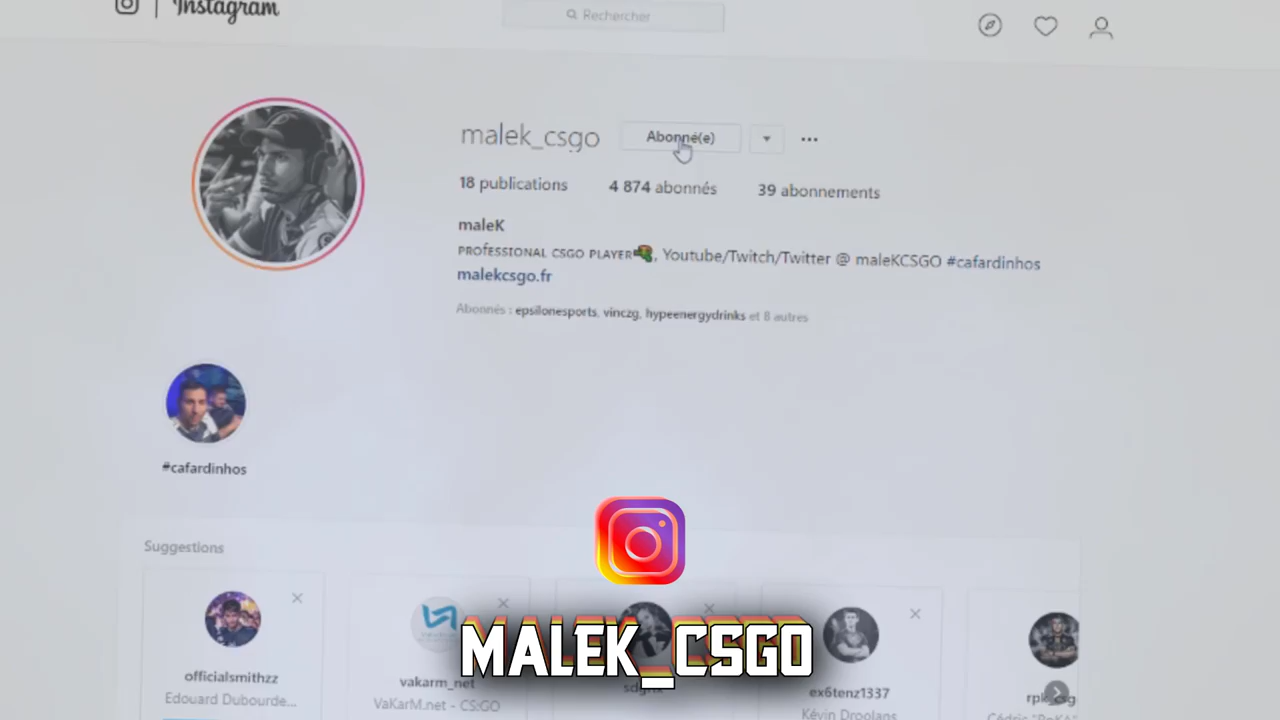 Instagram
Rechercher
malek_csgo Abonné(e)
18 publications 4 874 abonnés 39 abonnements
maleK
PROFESSIONAL CSGO PLAYER, Youtube/Twitch/Twitter @ maleKCSGO #cafardinhos
malekcsgo.fr
Abonnés : epsilonesports, vinczg, hypeenergydrinks et 8 autres
#cafardinhos
Suggestions
MALEK_CSGO
officialsmithzz
vakarm_net
ex6tenz1337
Edouard Dubourde...
VaKarM.net - CS:GO
Kévin Droolans